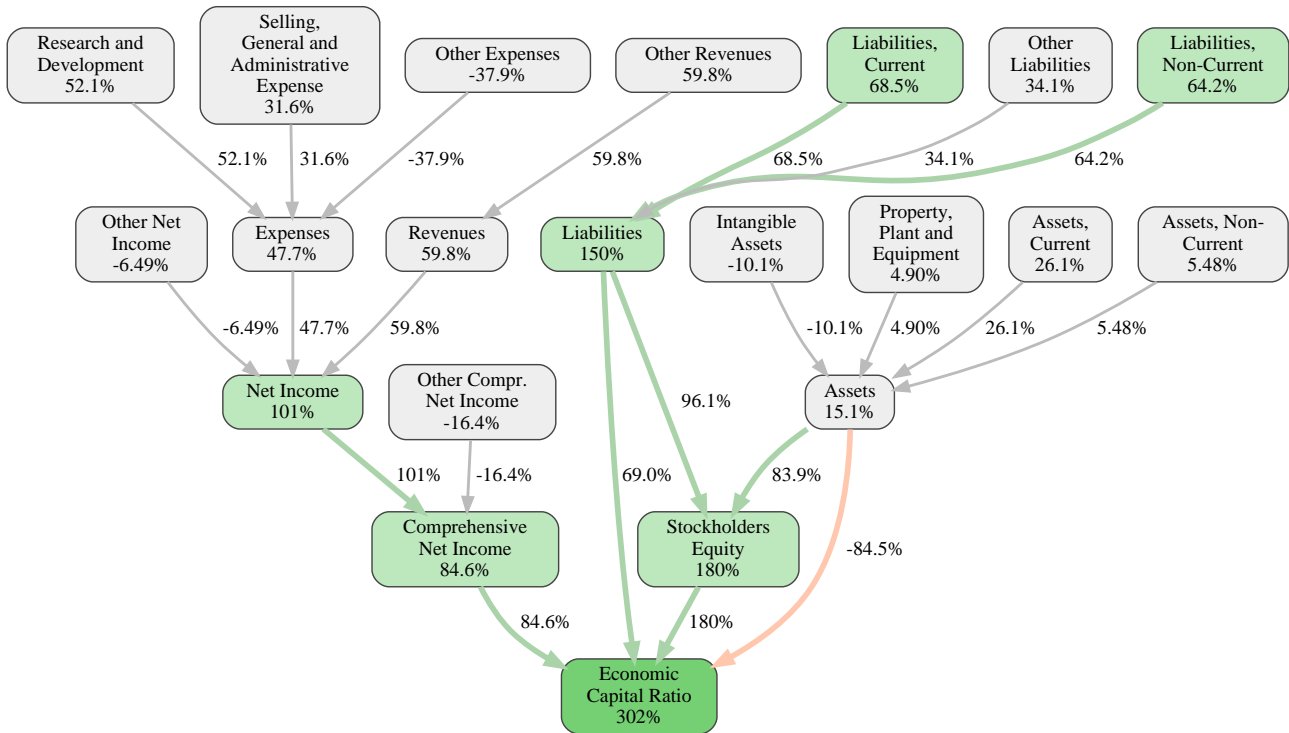 Research and
Development
52.1%
Selling,
General and
Administrative
Expense
31.6%
Other Expenses
-37.9%
Other Revenues
59.8%
Liabilities,
Current
68.5%
Other
Liabilities
34.1%
Liabilities,
Non-Current
64.2%
52.1%
31.6%
-37.9%
59.8%
68.5%
34.1%
64.2%
Other Net
Income
-6.49%
Expenses
47.7%
Revenues
59.8%
Liabilities
150%
Intangible
Assets
-10.1%
Property,
Plant and
Equipment
4.90%
Assets,
Current
26.1%
Assets, Non-
Current
5.48%
-6.49%
47.7%
59.8%
-10.1%
4.90%
26.1%
5.48%
Net Income
101%
Other Compr.
Net Income
-16.4%
96.1%
Assets
15.1%
101%
-16.4%
69.0%
83.9%
Comprehensive
Net Income
84.6%
Stockholders
Equity
180%
-84.5%
84.6%
180%
Economic
Capital Ratio
302%